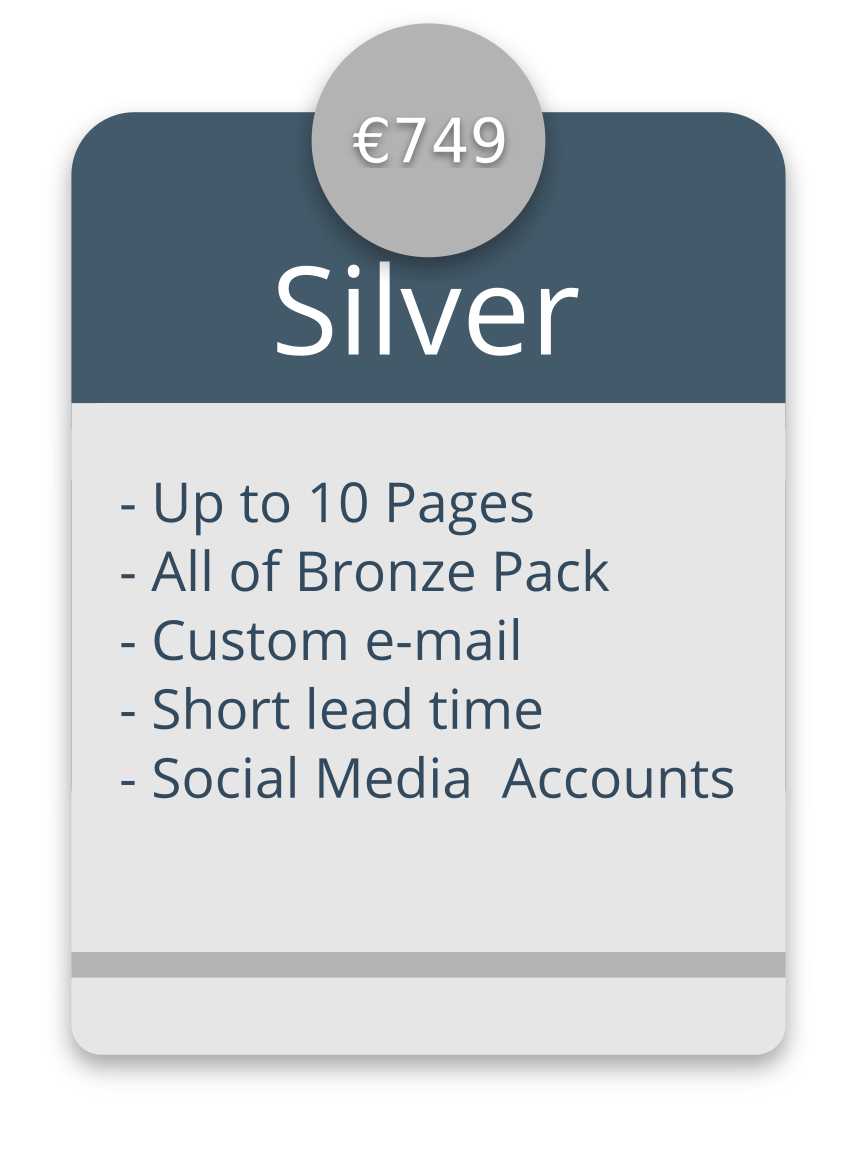 €749
Silver
- Up to 10 Pages
- All of Bronze Pack
- Custom e-mail
- Short lead time
- Social Media  Accounts